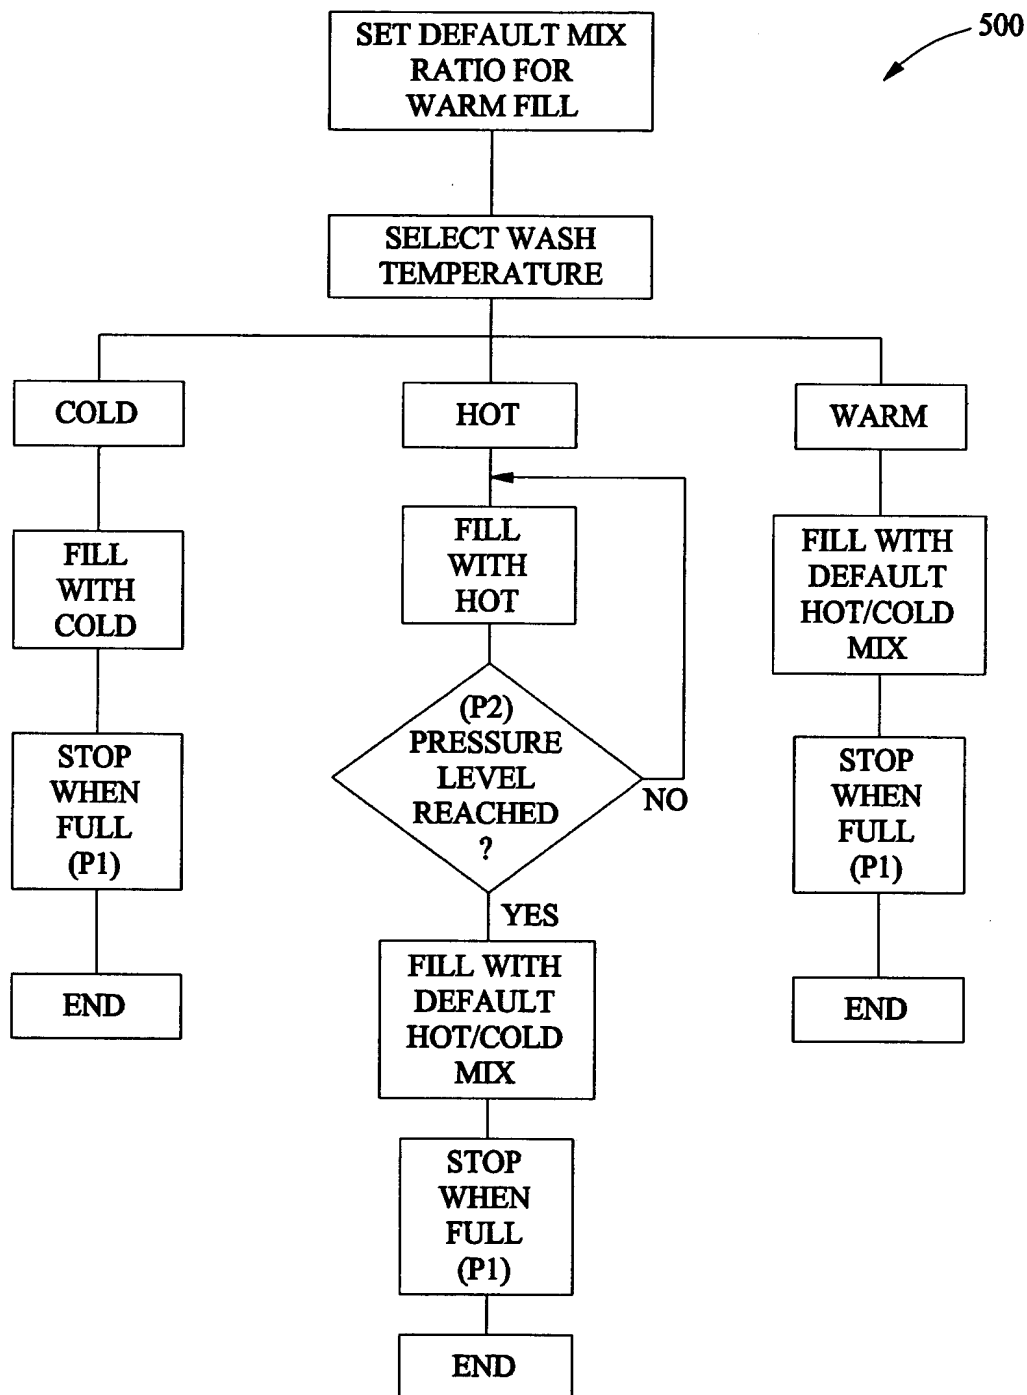 500
SET DEFAULT MIX
RATIO FOR
WARM FILL
SELECT WASH
TEMPERATURE
COLD
FILL
WITH
COLD
STOP
WHEN
FULL
(P1)
END
HOT
FILL
WITH
HOT
(P2)
PRESSURE
LEVEL
REACHED
?
NO
YES
FILL WITH
DEFAULT
HOT/COLD
MIX
STOP
WHEN
FULL
(P1)
END
WARM
FILL WITH
DEFAULT
HOT/COLD
MIX
STOP
WHEN
FULL
(P1)
END